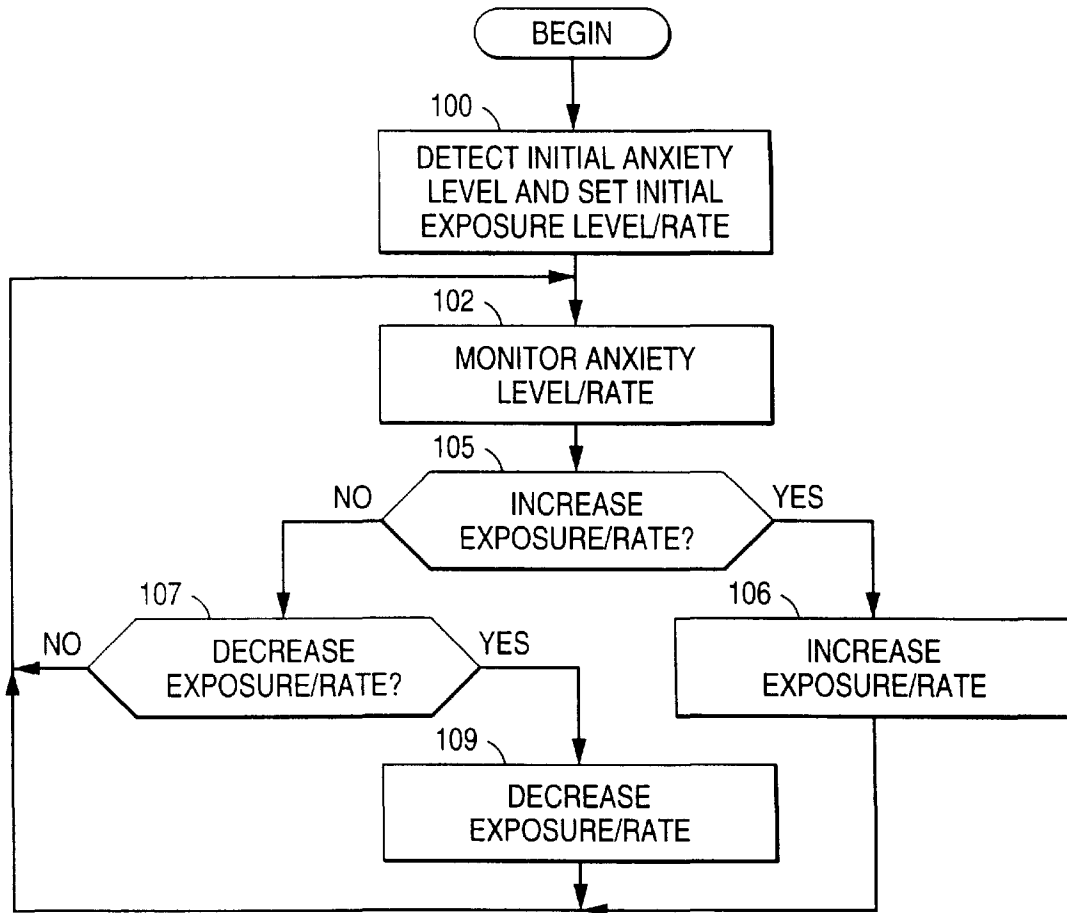 BEGIN
100
DETECT INITIAL ANXIETY
LEVEL AND SET INITIAL
EXPOSURE LEVEL/RATE
102
MONITOR ANXIETY
LEVEL/RATE
105
NO
INCREASE
EXPOSURE/RATE?
YES
107
NO
DECREASE
EXPOSURE/RATE?
YES
106
INCREASE
EXPOSURE/RATE
109
DECREASE
EXPOSURE/RATE